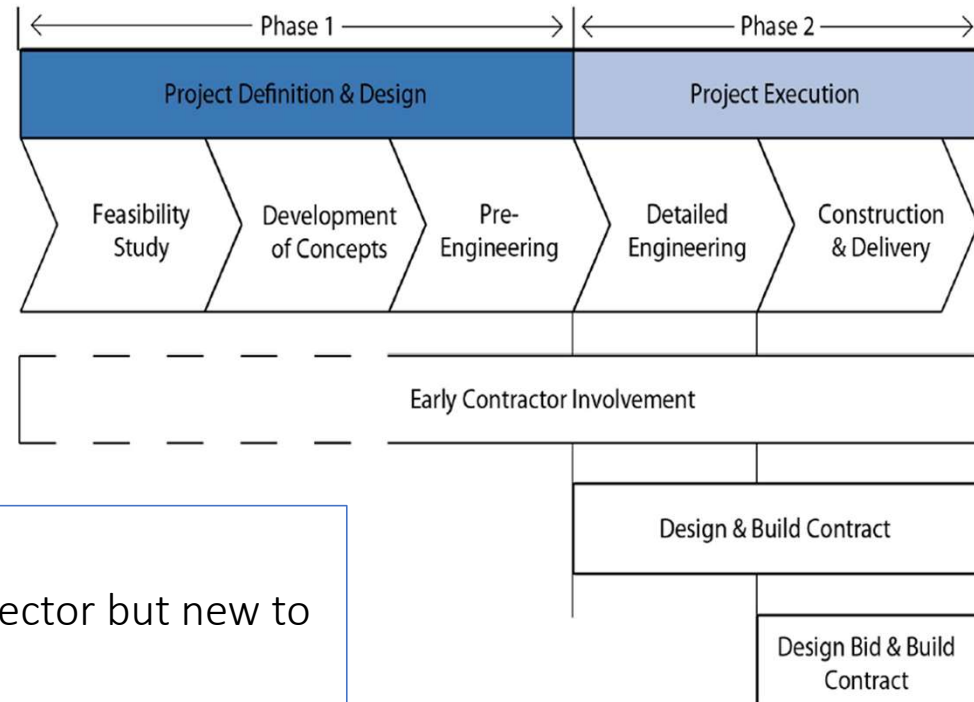 Phase 1
Phase 2
Project Definition & Design
Project Execution
Feasibility
Study
Development
of Concepts
Pre-
Engineering
Detailed
Engineering
Construction
& Delivery
Early Contractor Involvement
Design & Build Contract
ector but new to
Design Bid & Build
Contract